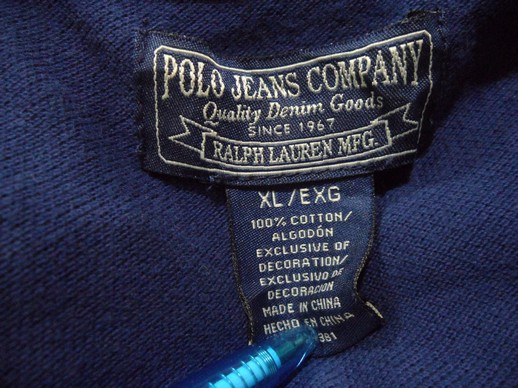 POLO JEANS COMPANY
Quality Denim Goods
SINCE 1967
RALPH LAUREN MFG.
XL/EXG
100% COTTON/
ALGODÓN
EXCLUSIVE OF
DECORATION/
EXCLUSIVO DE
DECORACION
MADE IN CHINA
HECHO EN CHINA
381